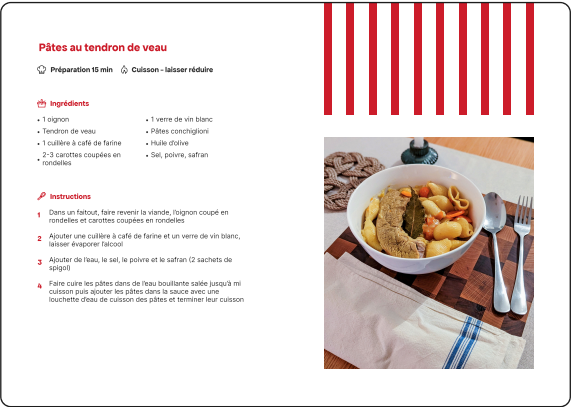 Pâtes au tendron de veau
Préparation 15 min Cuisson - laisser réduire
Ingrédients
• 1 oignon
• Tendron de veau
• 1 cuillère à café de farine
• 2-3 carottes coupées en
rondelles
• 1 verre de vin blanc
• Pâtes conchiglioni
• Huile d'olive
• Sel, poivre, safran
Instructions
1 Dans un faitout, faire revenir la viande, l'oignon coupé en
rondelles et carottes coupées en rondelles
2 Ajouter une cuillère à café de farine et un verre de vin blanc,
laisser évaporer l'alcool
3 Ajouter de l'eau, le sel, le poivre et le safran (2 sachets de
spigol)
4 Faire cuire les pâtes dans de l'eau bouillante salée jusqu'à mi
cuisson puis ajouter les pâtes dans la sauce avec une
louchette d'eau de cuisson des pâtes et terminer leur cuisson